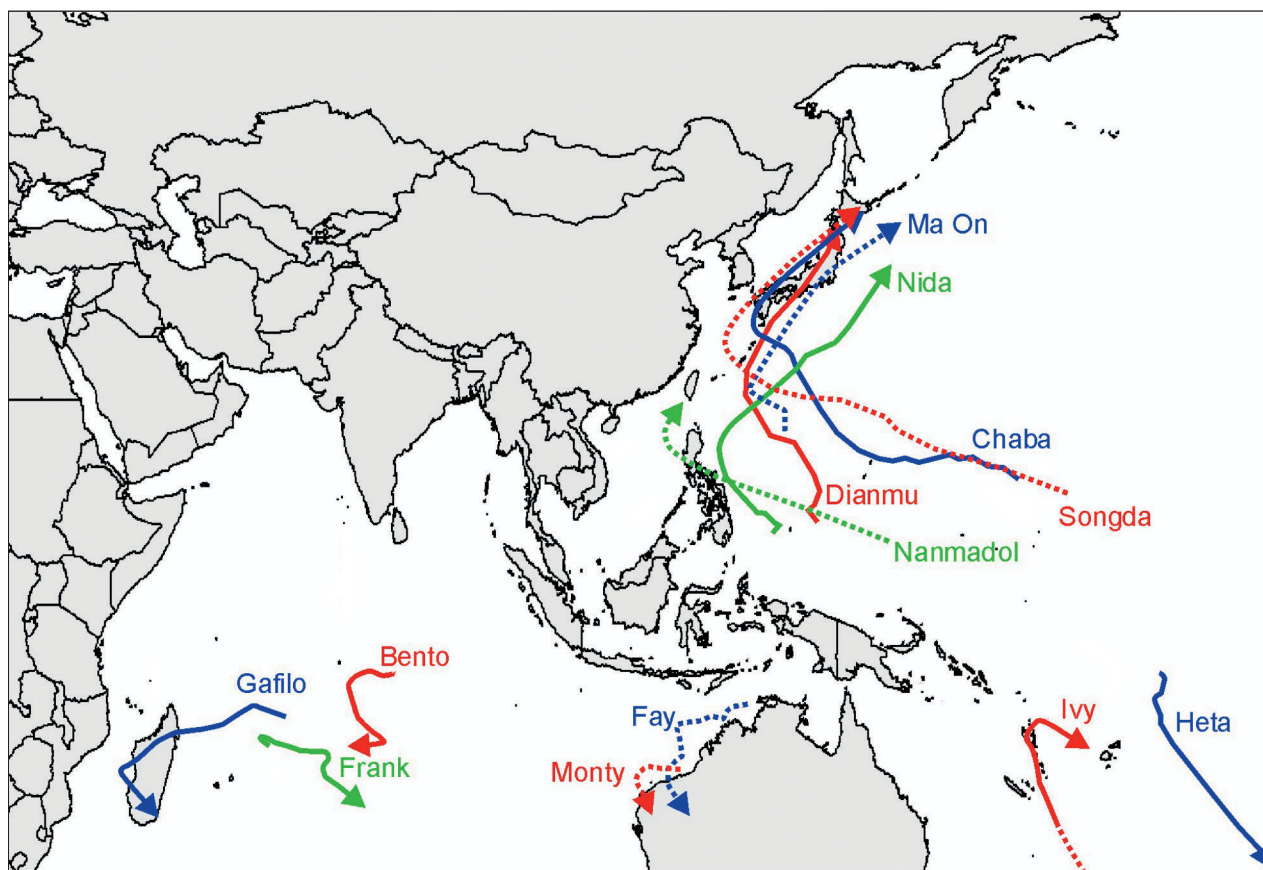 Ma On
Nida
Chaba
Dianmu
Songda
Nanmadol
Bento
Gafilo
Fay
Ivy
Heta
Frank
Monty